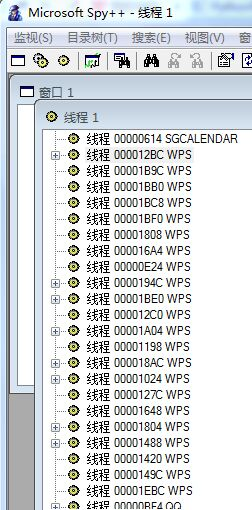 Microsoft Spy++ - 线程 1
监视(S) 目录树(T) 搜索(E) 视图(V) 窗
窗口 1
线程 1
线程 00000614 SGCALENDAR
线程 000012BC WPS
线程 00001B9C WPS
线程 00001BB0 WPS
线程 00001BC8 WPS
线程 00001BF0 WPS
线程 00001808 WPS
线程 000016A4 WPS
线程 00000E24 WPS
线程 0000194C WPS
线程 00001BE0 WPS
线程 000012C0 WPS
线程 00001A04 WPS
线程 00001198 WPS
线程 000018AC WPS
线程 00001024 WPS
线程 0000127C WPS
线程 00001648 WPS
线程 00001804 WPS
线程 00001488 WPS
线程 00001420 WPS
线程 0000149C WPS
线程 00001EBC WPS
线程 00000BF4 QQ